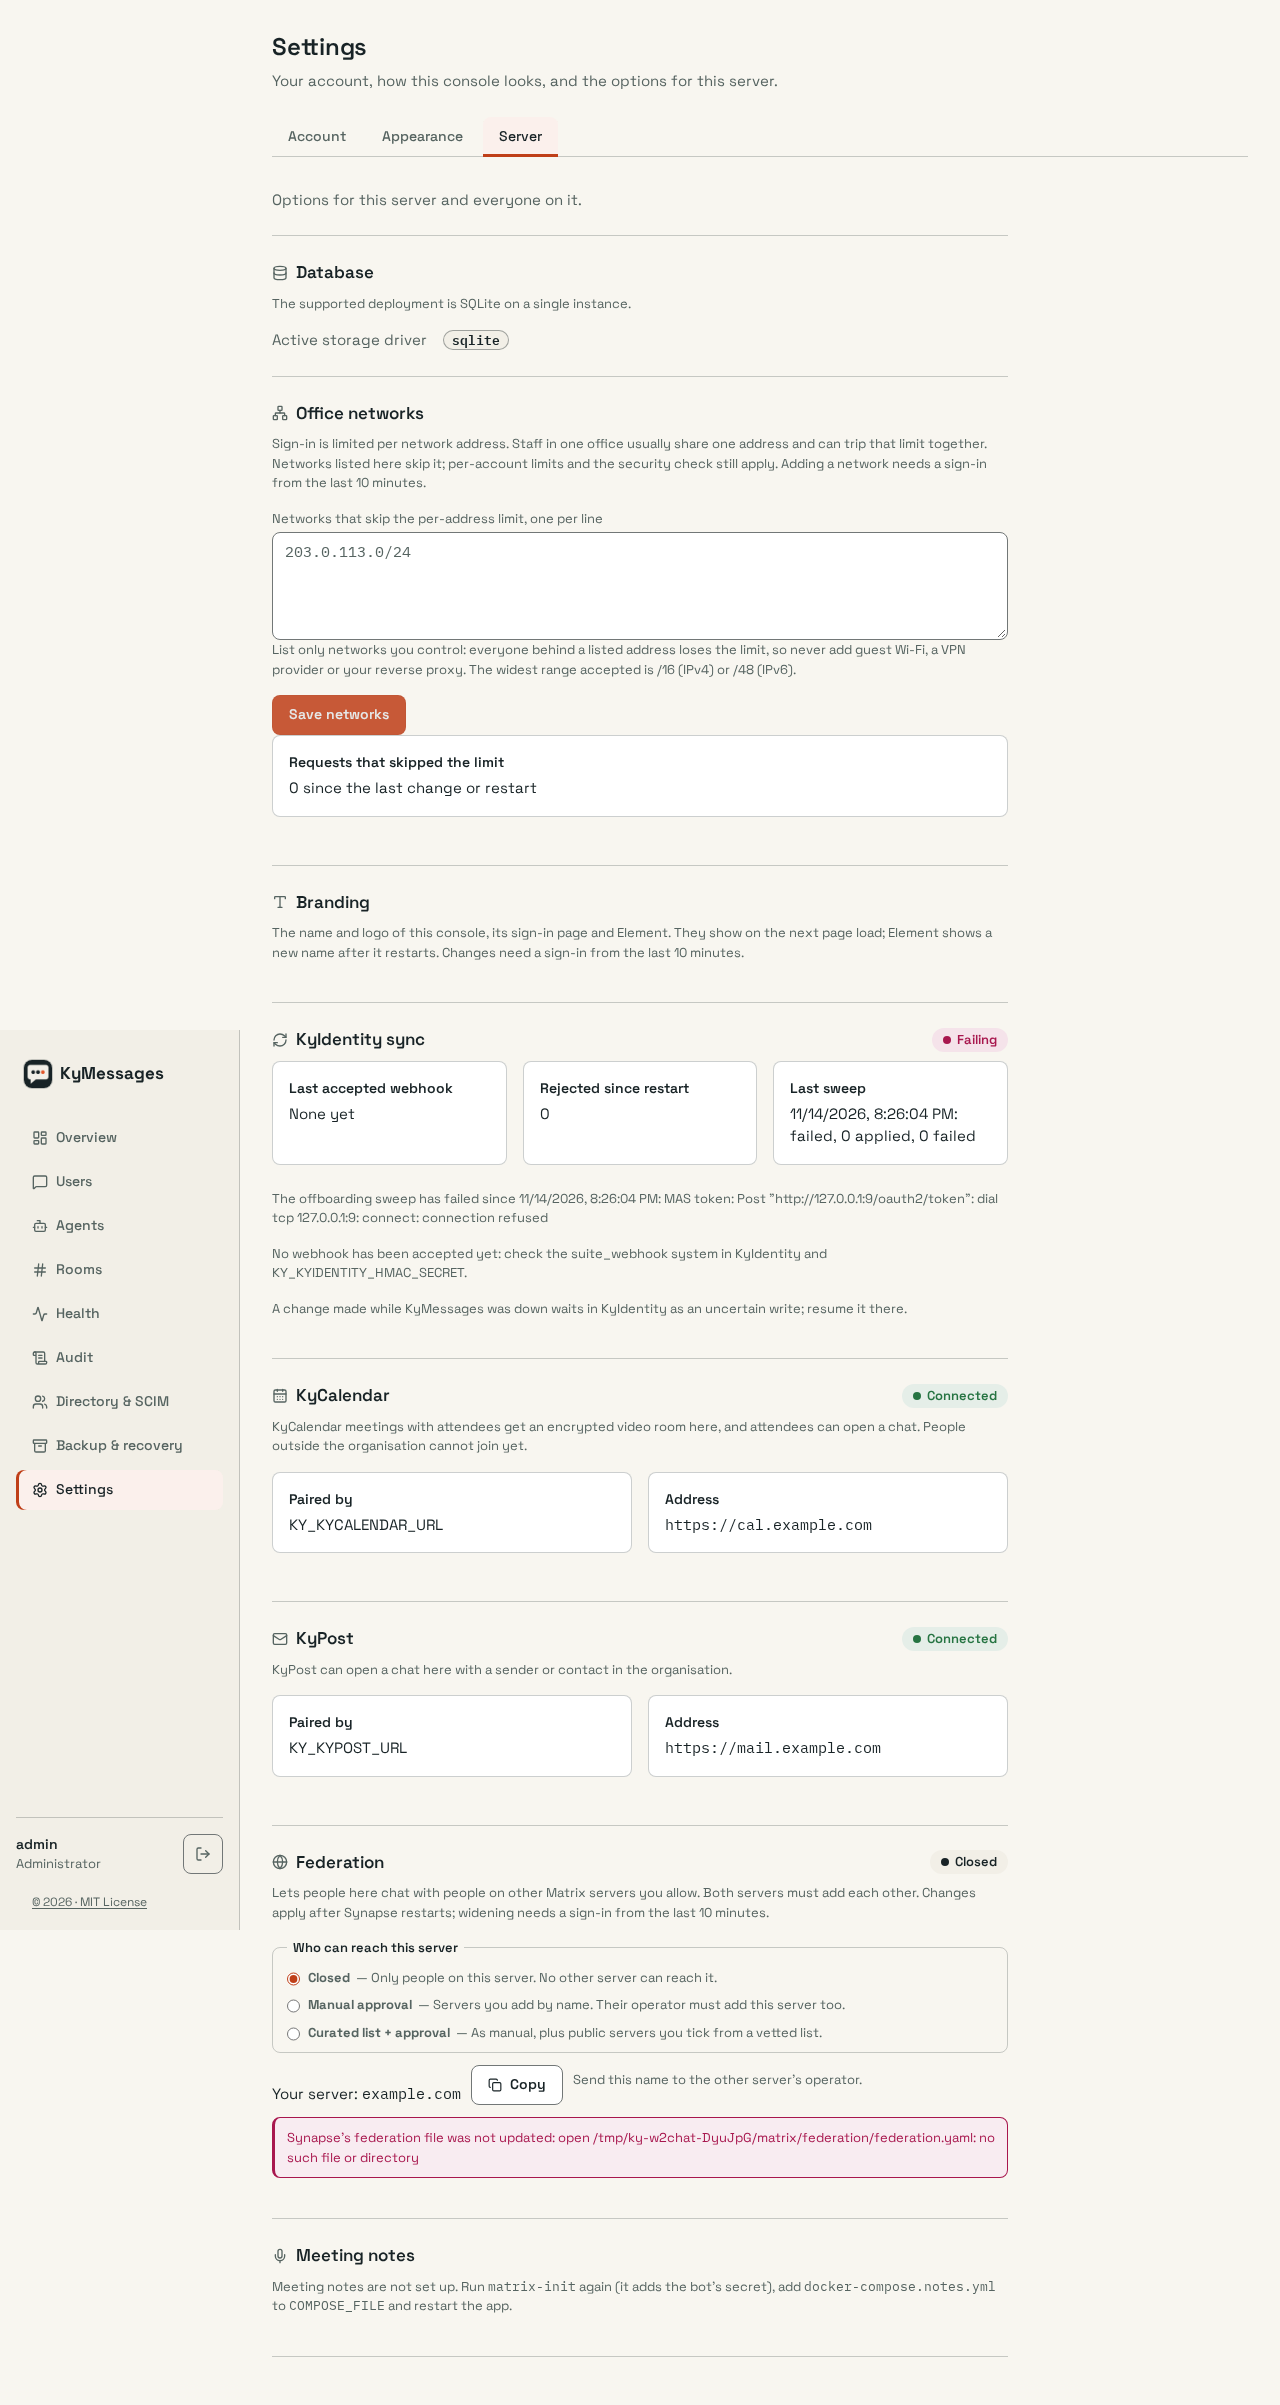 Settings
Your account, how this console looks, and the options for this server.
Account
Appearance
Server
Options for this server and everyone on it.
Database
The supported deployment is SQLite on a single instance.
Active storage driver sqlite
Office networks
Sign-in is limited per network address. Staff in one office usually share one address and can trip that limit together.
Networks listed here skip it; per-account limits and the security check still apply. Adding a network needs a sign-in
from the last 10 minutes.
Networks that skip the per-address limit, one per line
203.0.113.0/24
List only networks you control: everyone behind a listed address loses the limit, so never add guest Wi-Fi, a VPN
provider or your reverse proxy. The widest range accepted is /16 (IPv4) or /48 (IPv6).
Save networks
Requests that skipped the limit
0 since the last change or restart
Branding
The name and logo of this console, its sign-in page and Element. They show on the next page load; Element shows a
new name after it restarts. Changes need a sign-in from the last 10 minutes.
KyIdentity sync
Failing
Last accepted webhook
None yet
Rejected since restart
0
Last sweep
11/14/2026, 8:26:04 PM:
failed, 0 applied, 0 failed
The offboarding sweep has failed since 11/14/2026, 8:26:04 PM: MAS token: Post "http://127.0.0.1:9/oauth2/token": dial
tcp 127.0.0.1:9: connect: connection refused
No webhook has been accepted yet: check the suite_webhook system in KyIdentity and
KY_KYIDENTITY_HMAC_SECRET.
A change made while KyMessages was down waits in KyIdentity as an uncertain write; resume it there.
KyCalendar
Connected
KyCalendar meetings with attendees get an encrypted video room here, and attendees can open a chat. People
outside the organisation cannot join yet.
Paired by
KY_KYCALENDAR_URL
Address
https://cal.example.com
KyPost
Connected
KyPost can open a chat here with a sender or contact in the organisation.
Paired by
KY_KYPOST_URL
Address
https://mail.example.com
Federation
Closed
Lets people here chat with people on other Matrix servers you allow. Both servers must add each other. Changes
apply after Synapse restarts; widening needs a sign-in from the last 10 minutes.
Who can reach this server
Closed — Only people on this server. No other server can reach it.
Manual approval — Servers you add by name. Their operator must add this server too.
Curated list + approval — As manual, plus public servers you tick from a vetted list.
Your server: example.com
Copy
Send this name to the other server's operator.
Synapse's federation file was not updated: open /tmp/ky-w2chat-DyuJpG/matrix/federation/federation.yaml: no
such file or directory
Meeting notes
Meeting notes are not set up. Run matrix-init again (it adds the bot's secret), add docker-compose.notes.yml
to COMPOSE_FILE and restart the app.
KyMessages
Overview
Users
Agents
Rooms
Health
Audit
Directory & SCIM
Backup & recovery
Settings
admin
Administrator
© 2026 · MIT License